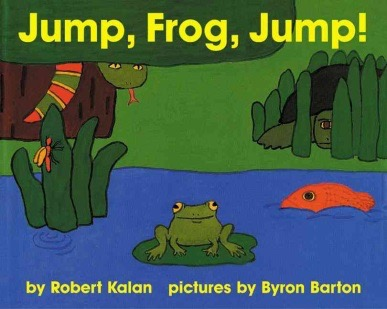 Jump, Frog, Jump!
by Robert Kalan pictures by Byron Barton